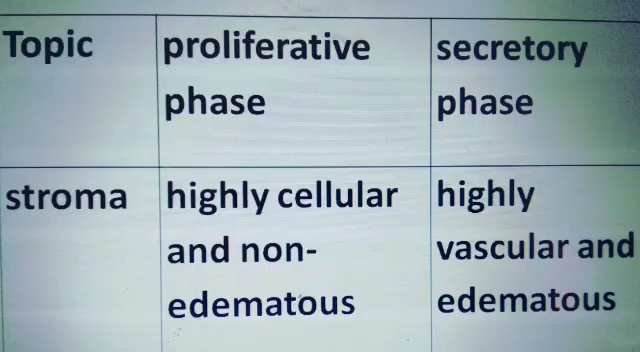 Topic
proliferative
phase
secretory
phase
stroma
highly cellular
and non-
edematous
highly
vascular and
edematous